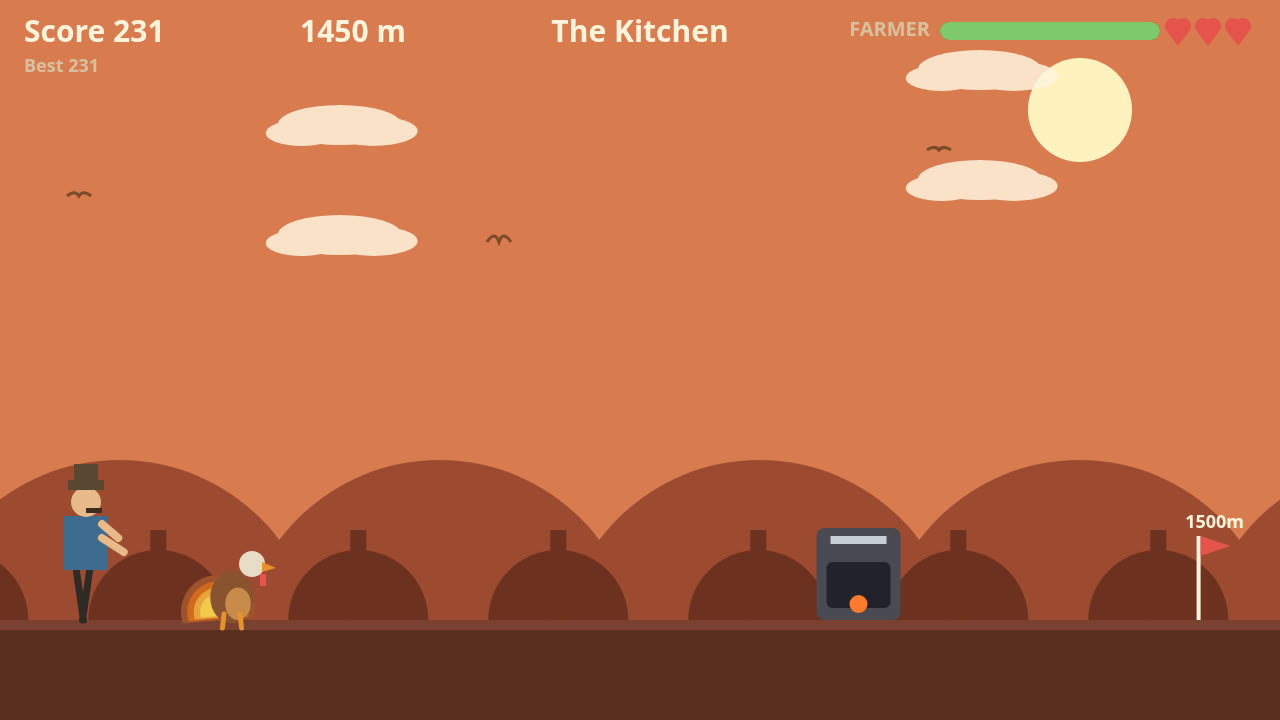 Score 231
1450 m
The Kitchen
FARMER
Best 231
1500m